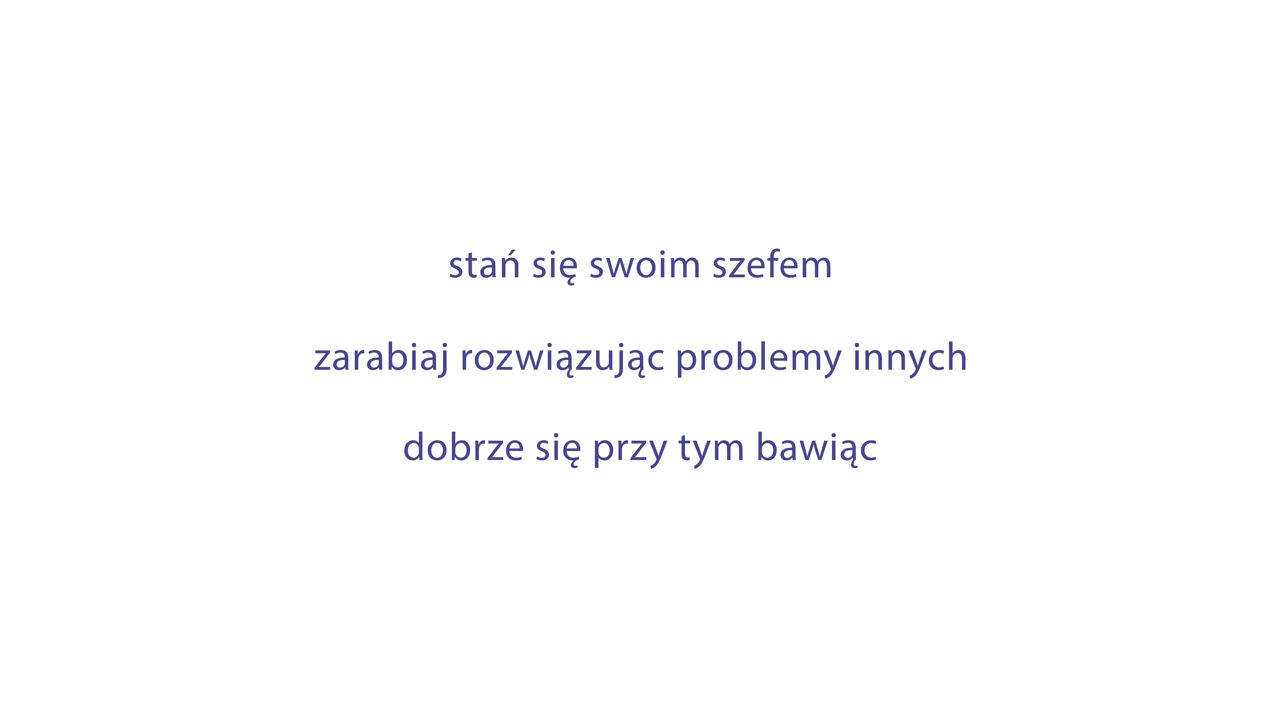 stań się swoim szefem
zarabiaj rozwiązując problemy innych
dobrze się przy tym bawiąc